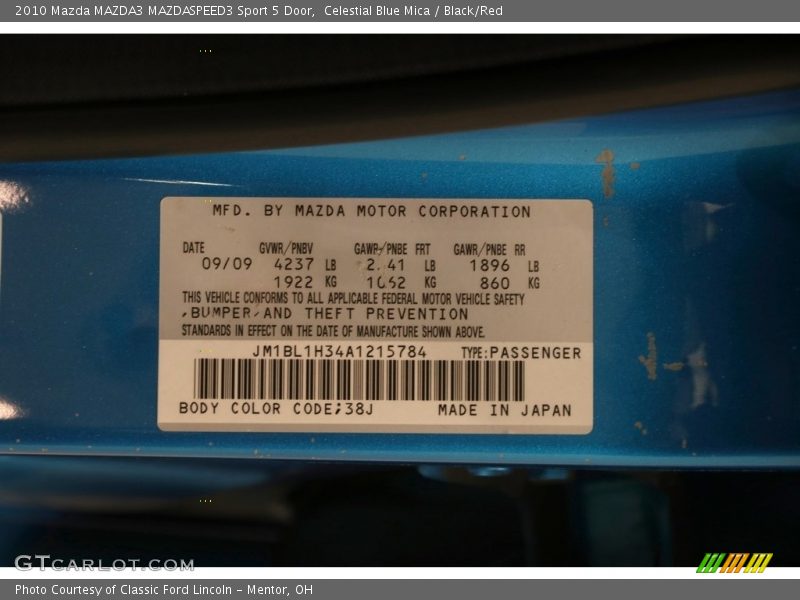 2010 Mazda MAZDA3 MAZDASPEED3 Sport 5 Door, Celestial Blue Mica / Black/Red
MFD. BY MAZDA MOTOR CORPORATION
DATE GVWR/PNBV GAWR/PNBE FRT GAWR/PNBE RR
09/09 4237 LB LB 1896 LB
1922 KG KG 860 KG
THIS VEHICLE CONFORMS TO ALL APPLICABLE FEDERAL MOTOR VEHICLE SAFETY
,BUMPER,AND THEFT PREVENTION
STANDARDS IN EFFECT ON THE DATE OF MANUFACTURE SHOWN ABOVE.
JM1BL1H34A1215784 TYPE:PASSENGER
BODY COLOR CODE;38J MADE IN JAPAN
GTCARLOT.COM
Photo Courtesy of Classic Ford Lincoln - Mentor, OH